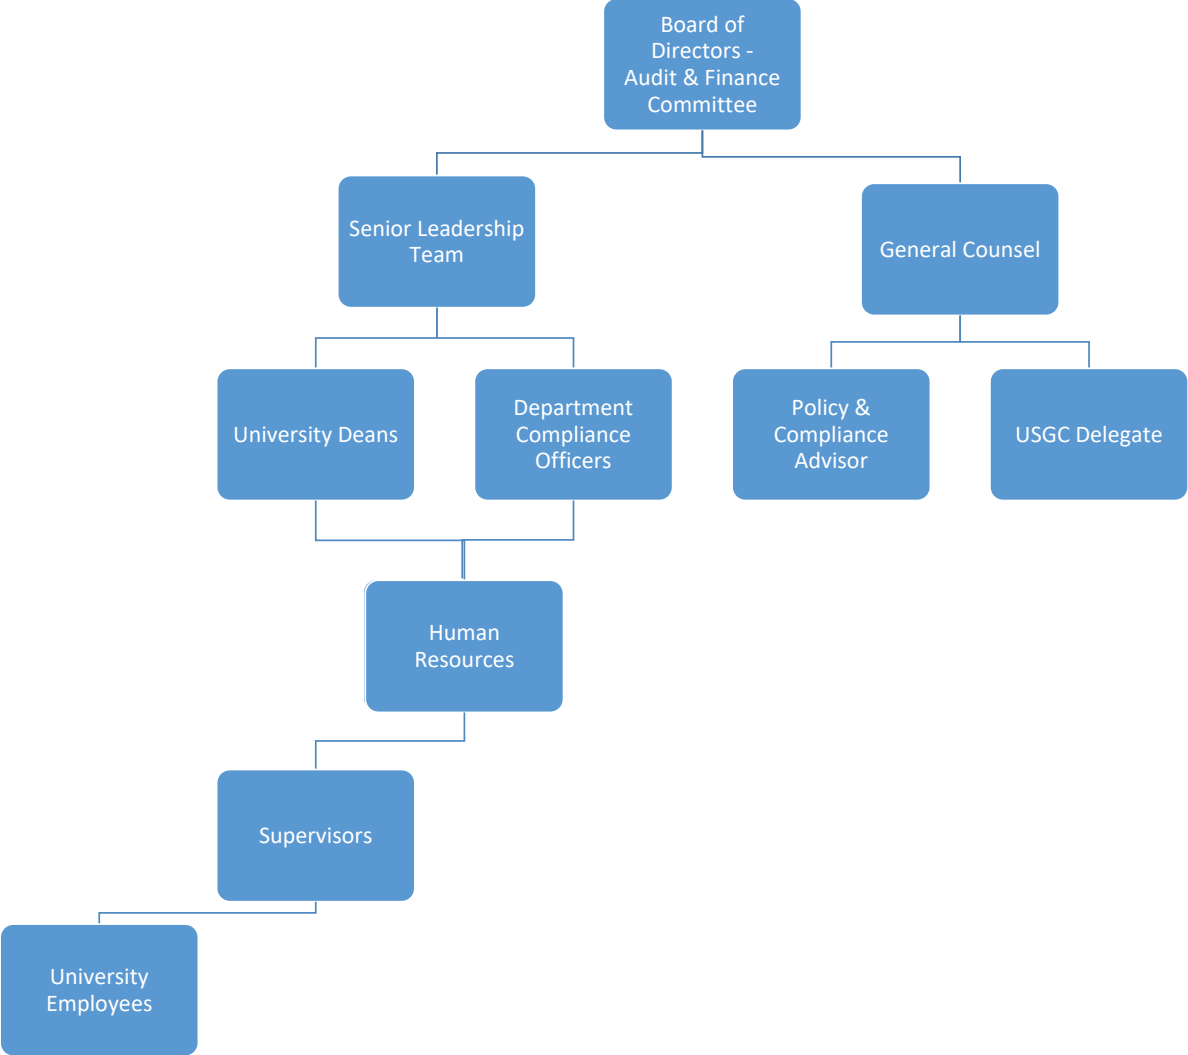 Board of
Directors -
Audit & Finance
Committee
Senior Leadership
Team
General Counsel
University Deans
Department
Compliance
Officers
Policy &
Compliance
Advisor
USGC Delegate
Human
Resources
Supervisors
University
Employees